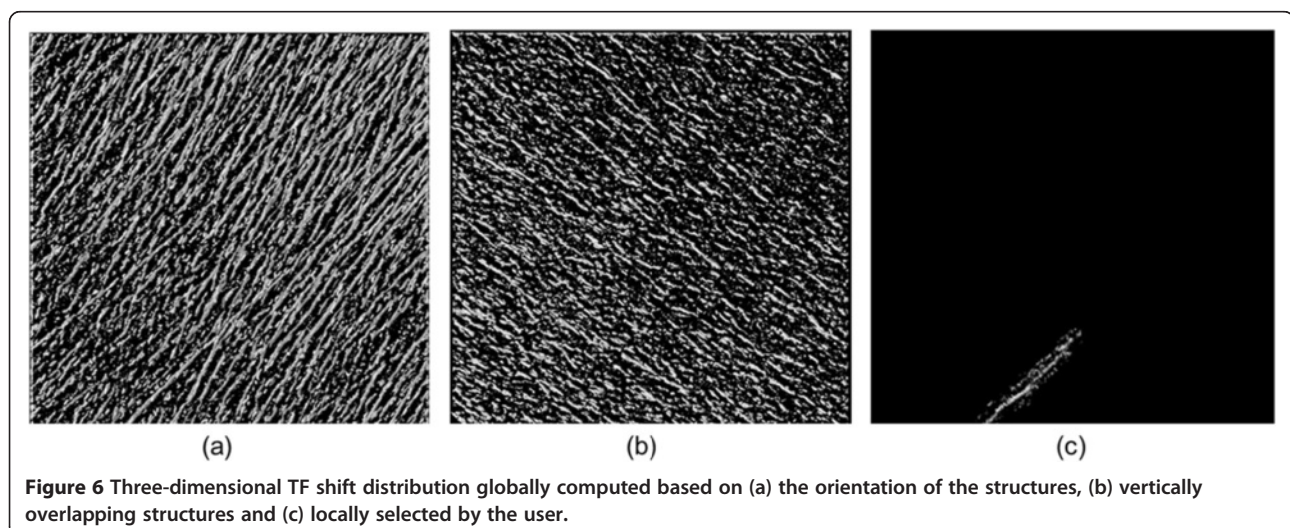 (a) (b) (c)
Figure 6 Three-dimensional TF shift distribution globally computed based on (a) the orientation of the structures, (b) vertically
overlapping structures and (c) locally selected by the user.